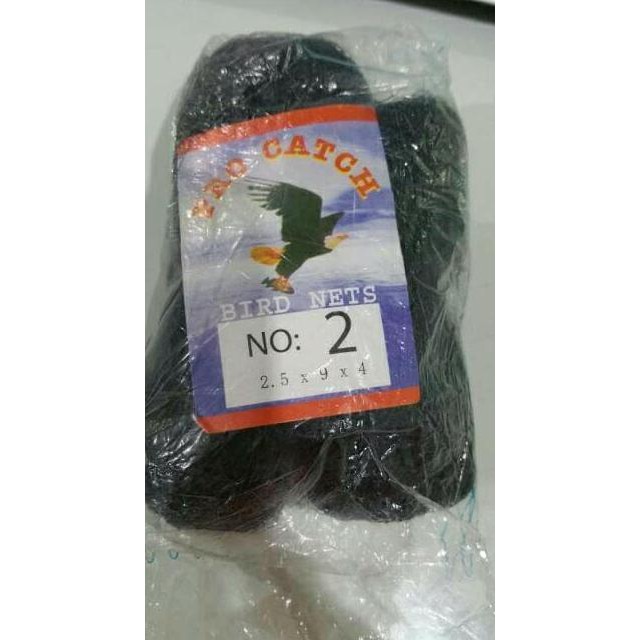 PRO CATCH
BIRD NETS
NO: 2
2.5 x 9 x 4